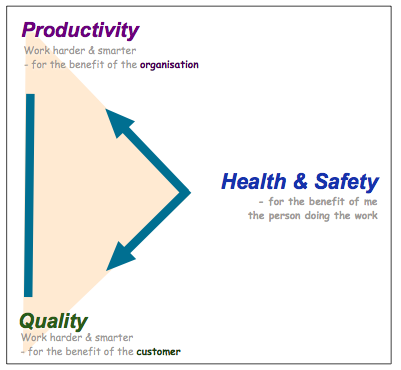 Productivity
Work harder & smarter
- for the benefit of the organisation
Health & Safety
- for the benefit of me
the person doing the work
Quality
Work harder & smarter
- for the benefit of the customer